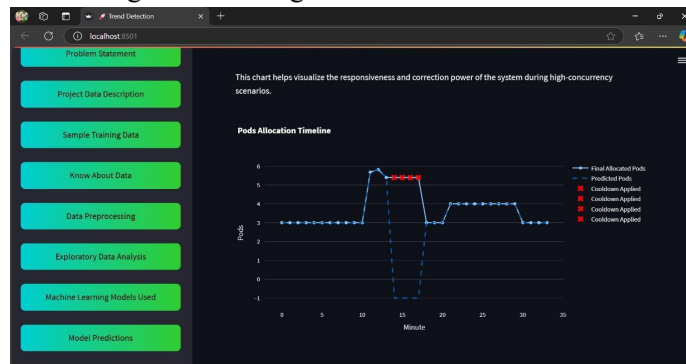 Trend Detection
localhost:8501
Problem Statement
Project Data Description
Sample Training Data
Know About Data
Data Preprocessing
Exploratory Data Analysis
Machine Learning Models Used
Model Predictions
This chart helps visualize the responsiveness and correction power of the system during high-concurrency
scenarios.
Pods Allocation Timeline
6
5
4
3
2
1
0
−1
Pods
0 5 10 15 20 25 30 35
Minute
Final Allocated Pods
Predicted Pods
Cooldown Applied
Cooldown Applied
Cooldown Applied
Cooldown Applied